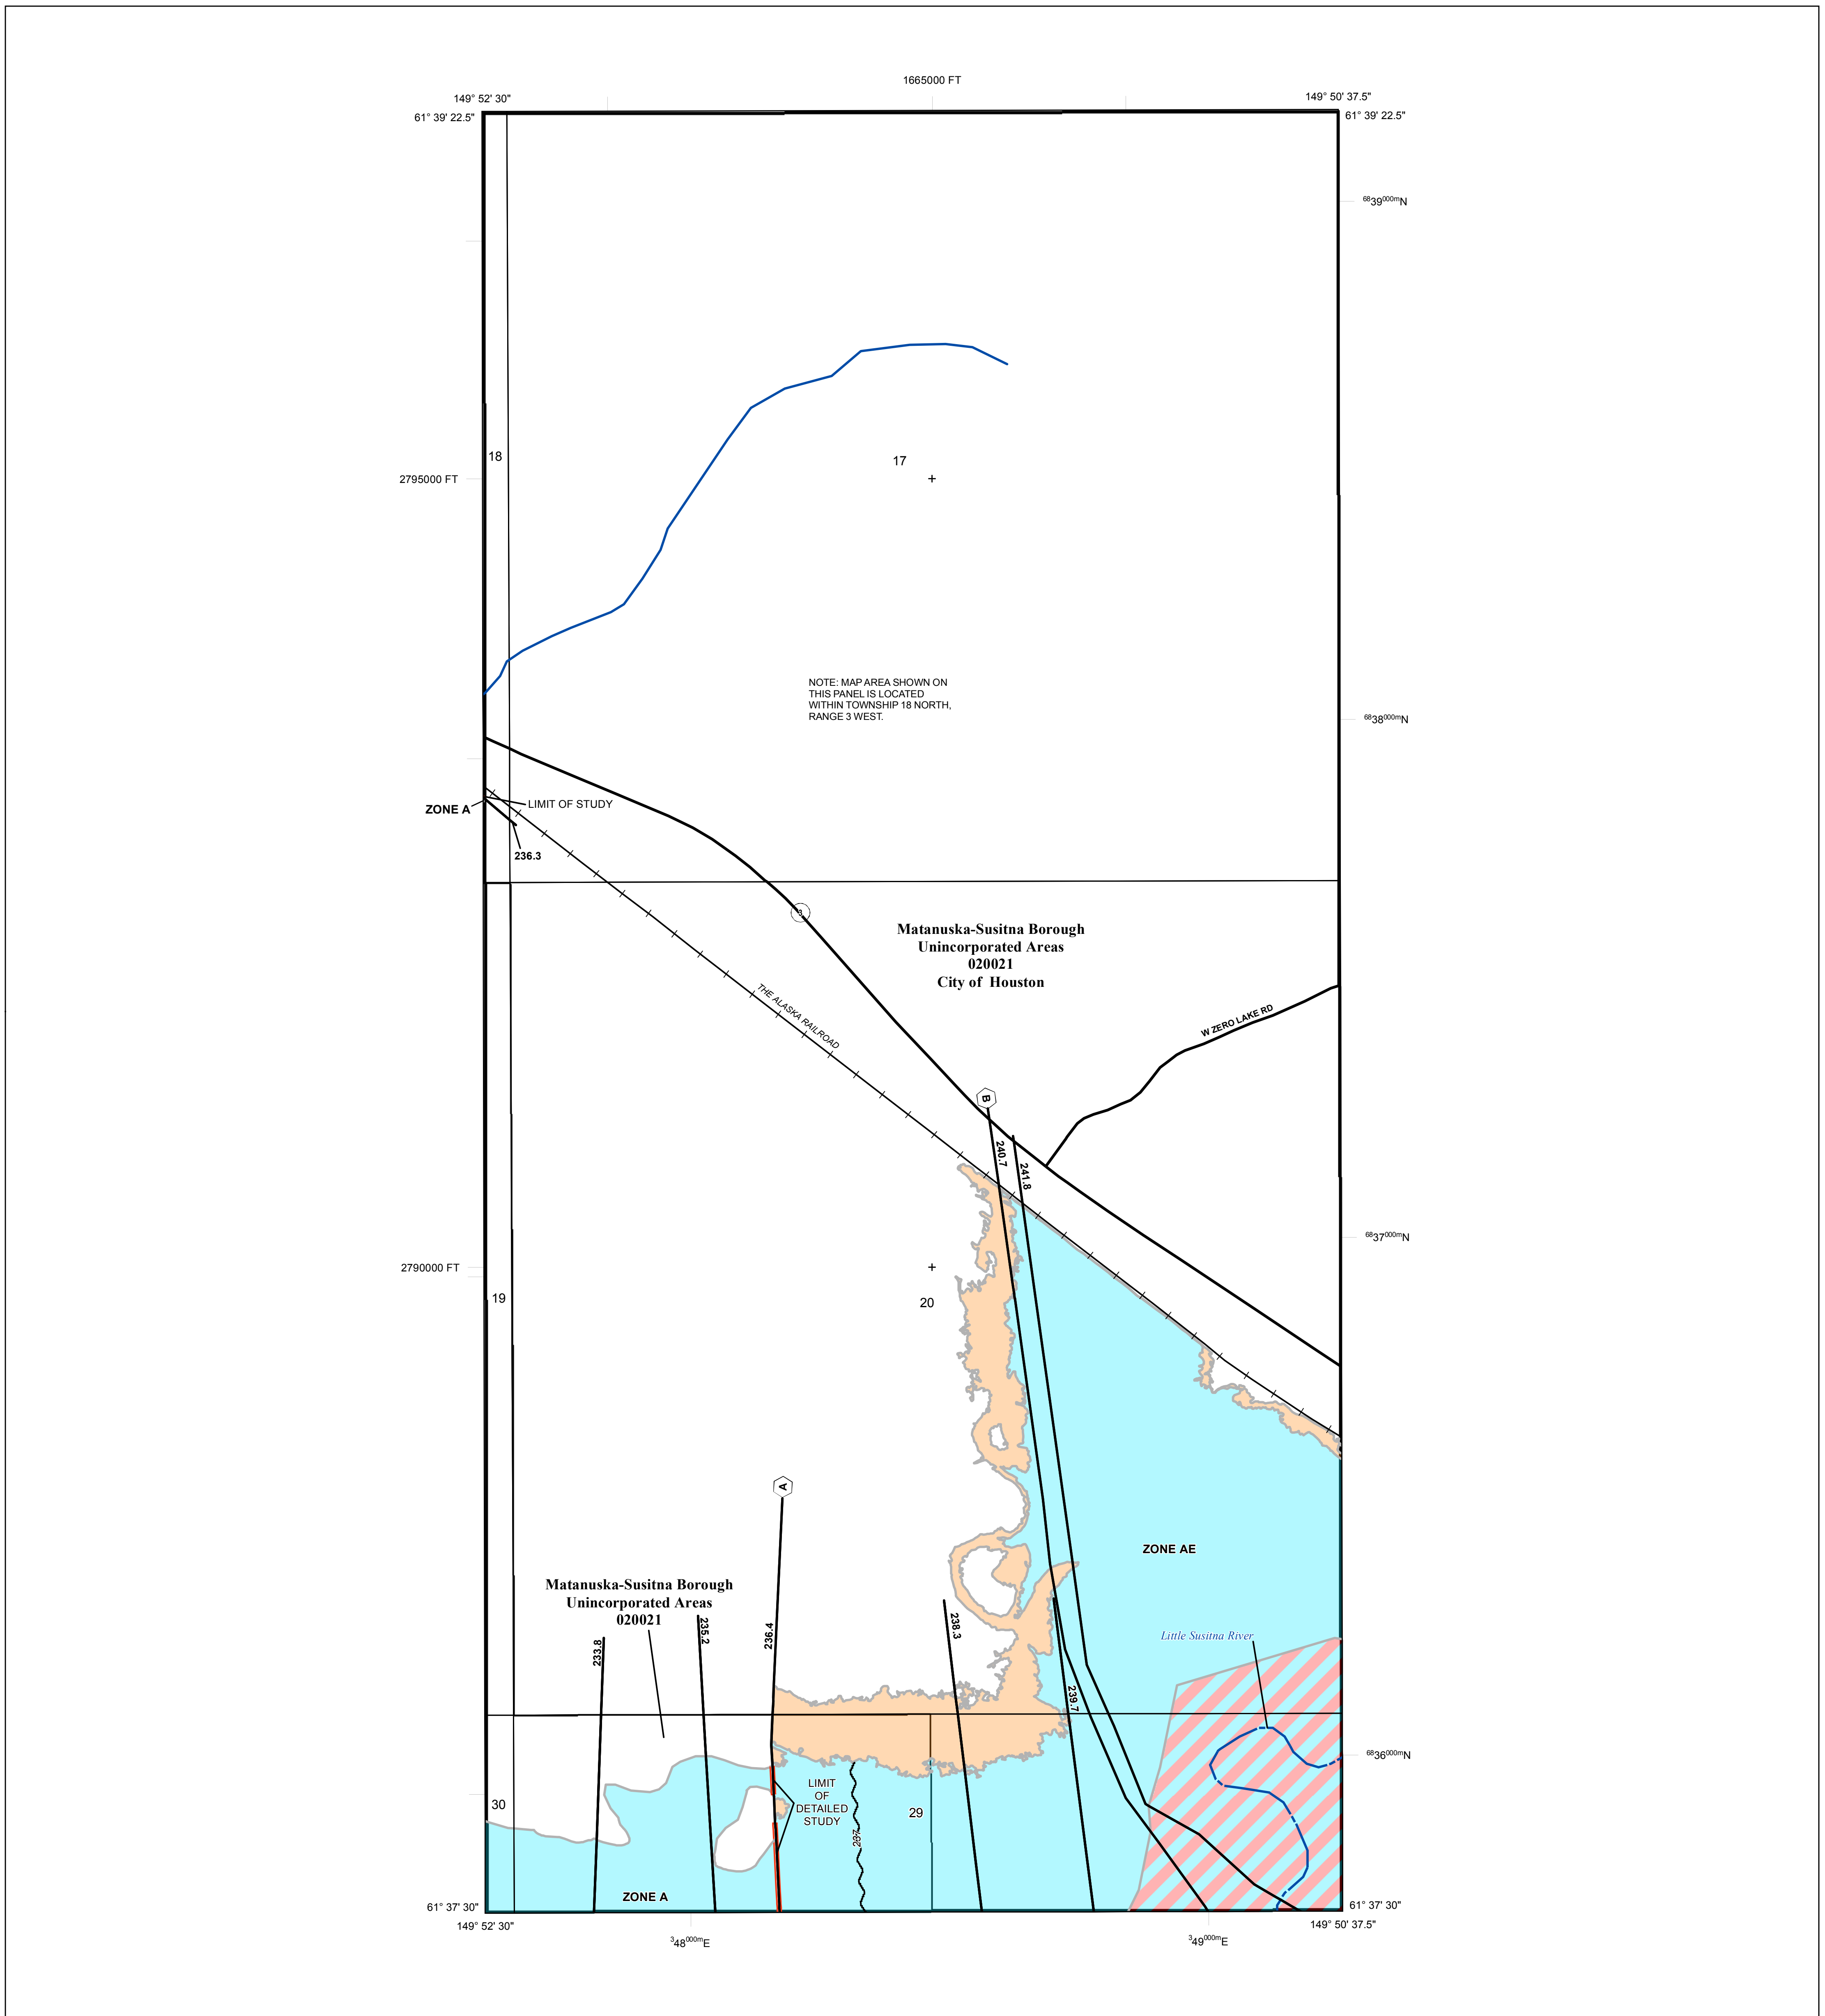 1665000 FT
149° 52' 30"
149° 50' 37.5"
61° 39' 22.5"
61° 39' 22.5"
6839000mN
18
17
2795000 FT
NOTE: MAP AREA SHOWN ON
THIS PANEL IS LOCATED
WITHIN TOWNSHIP 18 NORTH,
RANGE 3 WEST.
6838000mN
LIMIT OF STUDY
ZONE A
236.3
3
Matanuska-Susitna Borough
Unincorporated Areas
020021
City of Houston
THE ALASKA RAILROAD
W ZERO LAKE RD
B
240.7
241.8
6837000mN
2790000 FT
19
20
A
ZONE AE
Matanuska-Susitna Borough
Unincorporated Areas
020021
233.8
235.2
236.4
238.3
Little Susitna River
239.7
6836000mN
LIMIT
OF
DETAILED
STUDY
30
29
237
ZONE A
61° 37' 30"
61° 37' 30"
149° 52' 30"
149° 50' 37.5"
348000mE
349000mE